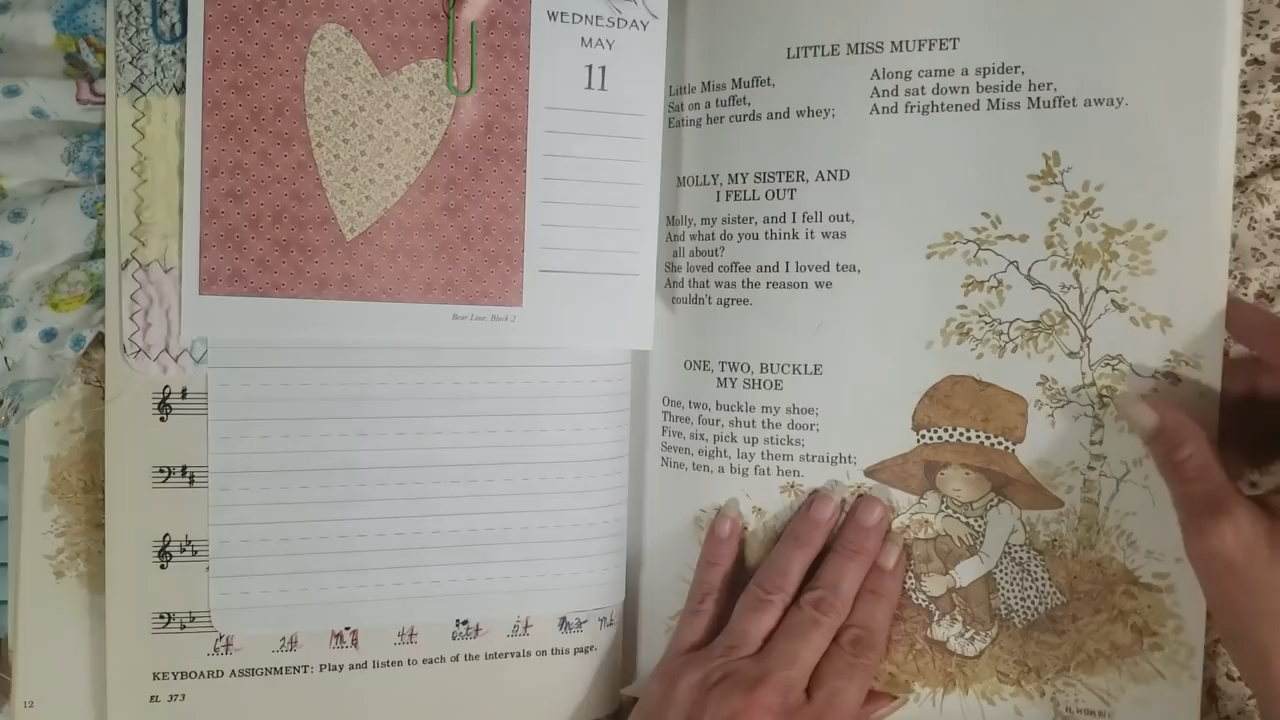 WEDNESDAY
MAY
11
Bear Love, Block 2
KEYBOARD ASSIGNMENT: Play and listen to each of the intervals on this page.
EL 373
12
LITTLE MISS MUFFET
Little Miss Muffet,
Sat on a tuffet,
Eating her curds and whey;
Along came a spider,
And sat down beside her,
And frightened Miss Muffet away.
MOLLY, MY SISTER, AND
I FELL OUT
Molly, my sister, and I fell out,
And what do you think it was
all about?
She loved coffee and I loved tea,
And that was the reason we
couldn't agree.
ONE, TWO, BUCKLE
MY SHOE
One, two, buckle my shoe;
Three, four, shut the door;
Five, six, pick up sticks;
Seven, eight, lay them straight;
Nine, ten, a big fat hen.